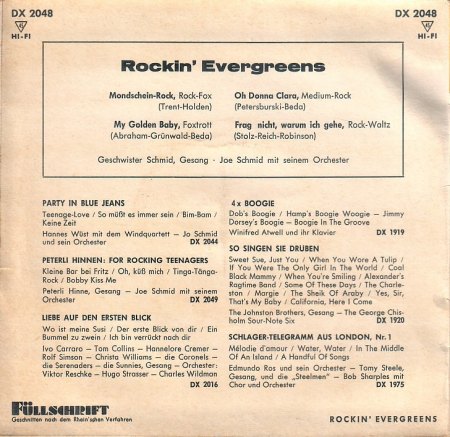 DX 2048
HI-FI
DX 2048
HI-FI
Rockin' Evergreens
Mondschein-Rock, Rock-Fox
(Trent-Holden)
My Golden Baby, Foxtrott
(Abraham-Grünwald-Beda)
Oh Donna Clara, Medium-Rock
(Petersburski-Beda)
Frag nicht, warum ich gehe, Rock-Waltz
(Stolz-Reich-Robinson)
Geschwister Schmid, Gesang · Joe Schmid mit seinem Orchester
PARTY IN BLUE JEANS
Teenage-Love / So müßt es immer sein / Bim-Bam /
Keine Zeit
Hannes Wüst mit dem Windquartett – Jo Schmid
und sein Orchester DX 2044
PETERLI HINNEN: FOR ROCKING TEENAGERS
Kleine Bar bei Fritz / Oh, küß mich / Tinga-Tânga-
Rock / Bobby Kiss Me
Peterli Hinne, Gesang – Joe Schmid mit seinem
Orchester DX 2049
LIEBE AUF DEN ERSTEN BLICK
Wo ist meine Susi / Der erste Blick von dir / Ein
Bummel zu zweien / Ich bin verrückt nach dir
Ivo Carraro – Tom Collins – Hannelore Cremer –
Rolf Simson – Christa Williams – die Coronels –
die Serenaders – die Sunnies, Gesang – Orchester:
Viktor Reschke – Hugo Strasser – Charles Wildman
DX 2016
4 x BOOGIE
Dob's Boogie / Hamp's Boogie Woogie – Jimmy
Dorsey's Boogie – Boogie In The Groove
Winifred Atwell und ihr Klavier DX 1919
SO SINGEN SIE DRÜBEN
Sweet Sue, Just You / When You Wore A Tulip /
If You Were The Only Girl In The World / Coal
Black Mammy / When You're Smiling / Alexander's
Ragtime Band / Some Of These Days / The Charle-
ston / Margie / The Sheik Of Araby / Yes, Sir,
That's My Baby / California, Here I Come
The Johnston Brothers, Gesang – The George Chis-
holm Sour-Note Six DX 1920
SCHLAGER-TELEGRAMM AUS LONDON, Nr. 1
Mélodie d'amour / Water, Water / In The Middle
Of An Island / A Handful Of Songs
Edmundo Ros und sein Orchester – Tomy Steele,
Gesang, und die „Steelmen" – Bob Sharples mit
Chor und Orchester DX 1975
FÜLLSCHRIFT
Geschnitten nach dem Rhein'schen Verfahren
ROCKIN' EVERGREENS